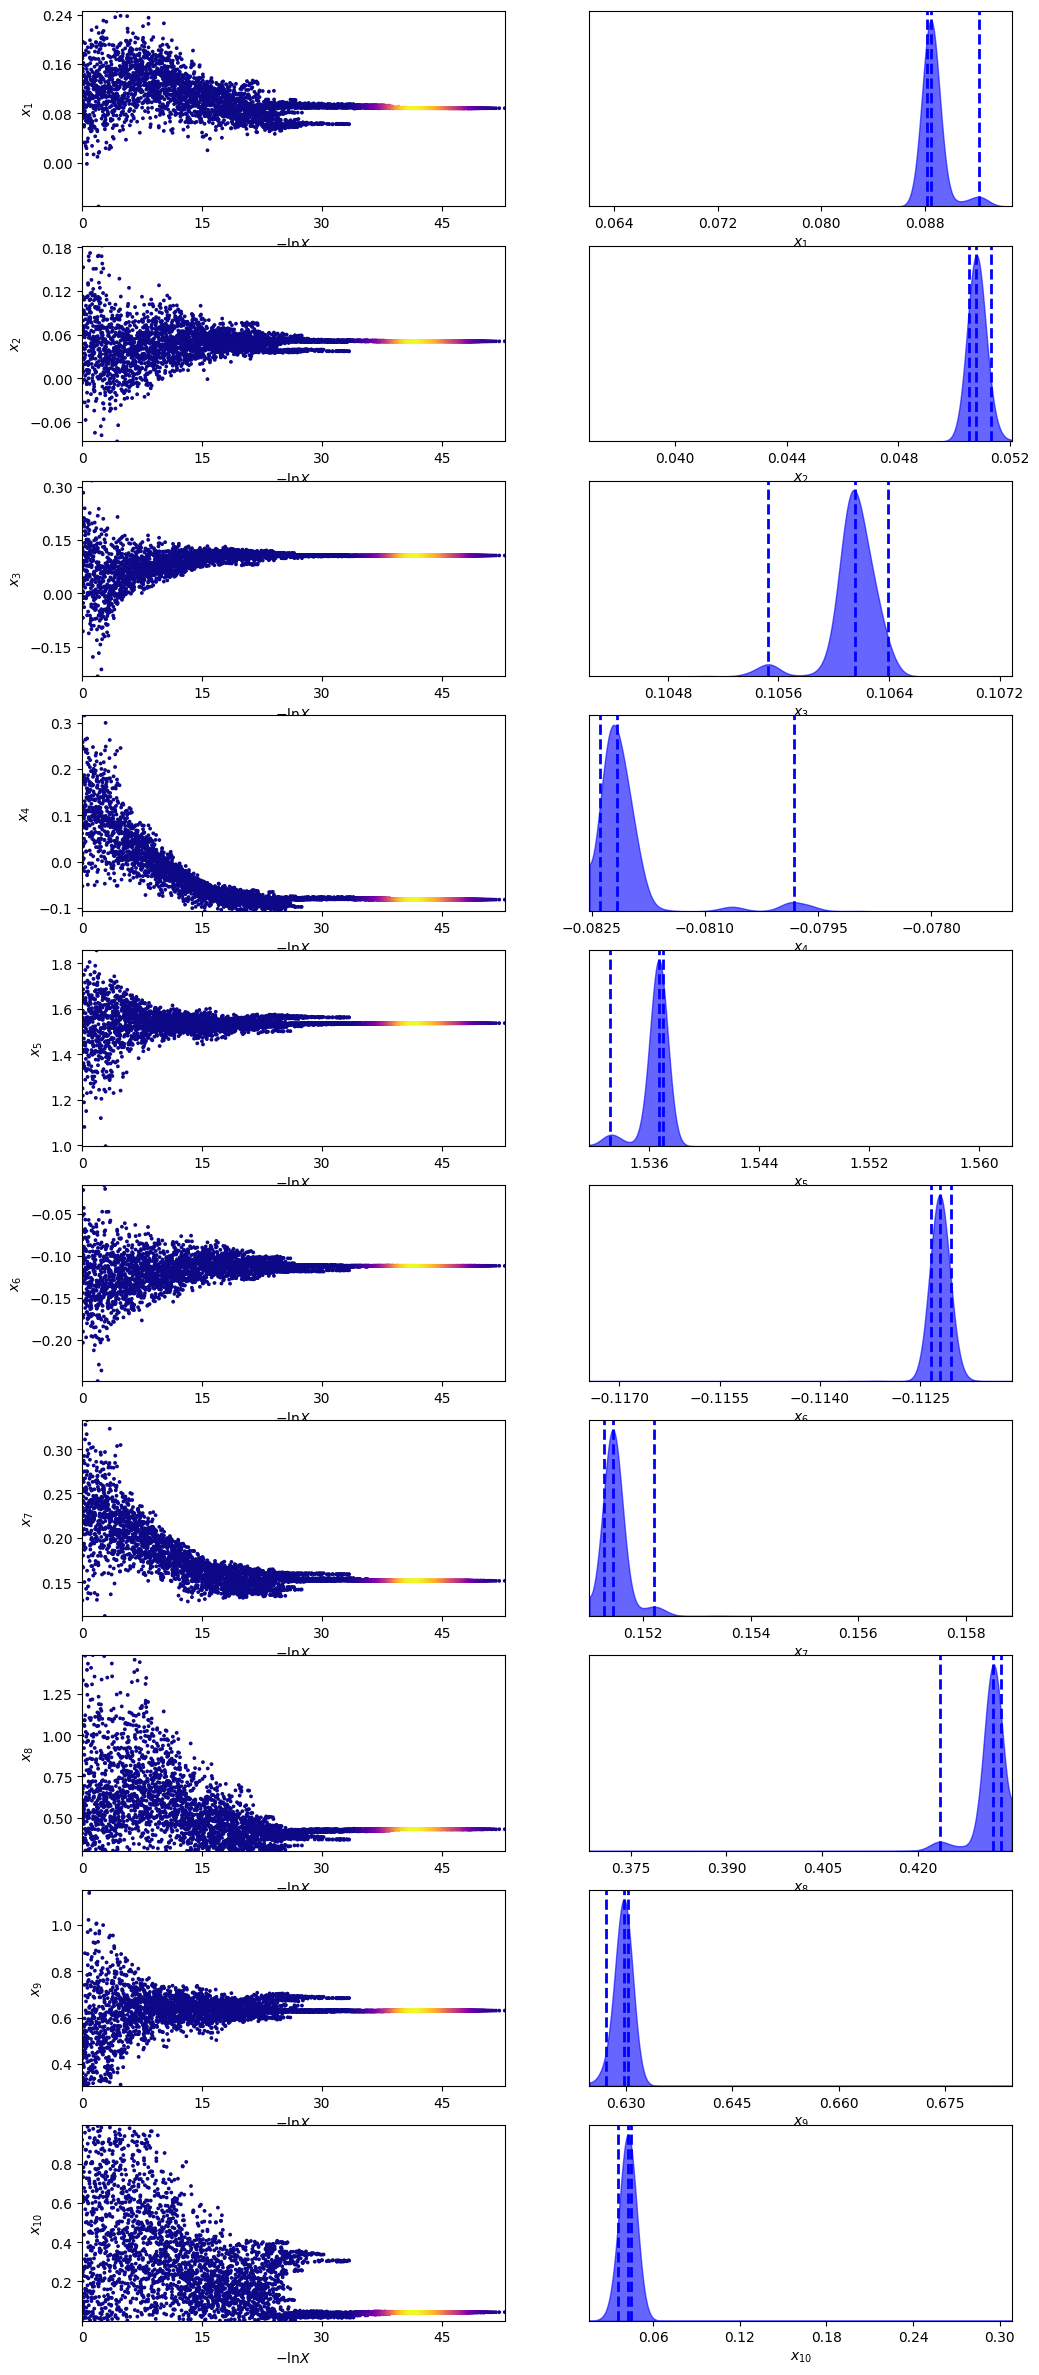 0.24
0.16
0.08
0.00
x₁
0 15 30 45
−ln X
0.064 0.072 0.080 0.088
x₁
0.18
0.12
0.06
0.00
−0.06
x₂
0 15 30 45
−ln X
0.040 0.044 0.048 0.052
x₂
0.30
0.15
0.00
−0.15
x₃
0 15 30 45
−ln X
0.1048 0.1056 0.1064 0.1072
x₃
0.3
0.2
0.1
0.0
−0.1
x₄
0 15 30 45
−ln X
−0.0825 −0.0810 −0.0795 −0.0780
x₄
1.8
1.6
1.4
1.2
1.0
x₅
0 15 30 45
−ln X
1.536 1.544 1.552 1.560
x₅
−0.05
−0.10
−0.15
−0.20
x₆
0 15 30 45
−ln X
−0.1170 −0.1155 −0.1140 −0.1125
x₆
0.30
0.25
0.20
0.15
x₇
0 15 30 45
−ln X
0.152 0.154 0.156 0.158
x₇
1.25
1.00
0.75
0.50
x₈
0 15 30 45
−ln X
0.375 0.390 0.405 0.420
x₈
1.0
0.8
0.6
0.4
x₉
0 15 30 45
−ln X
0.630 0.645 0.660 0.675
x₉
0.8
0.6
0.4
0.2
x₁₀
0 15 30 45
−ln X
0.06 0.12 0.18 0.24 0.30
x₁₀